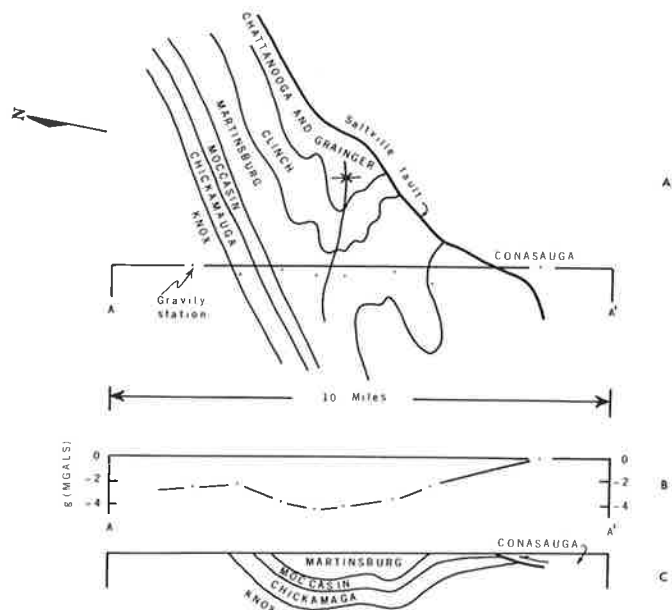 N
CHATTANOOGA AND GRAINGER
Saltville fault
CLINCH
MARTINSBURG
MOCCASIN
CHICKAMAUGA
KNOX
A
CONASAUGA
Gravity
station
A
A'
10 Miles
g (MGALS)
0
-2
-4
0
-2
-4
B
A
A'
CONASAUGA
MARTINSBURG
MOCCASIN
CHICKAMAGA
KNOX
C